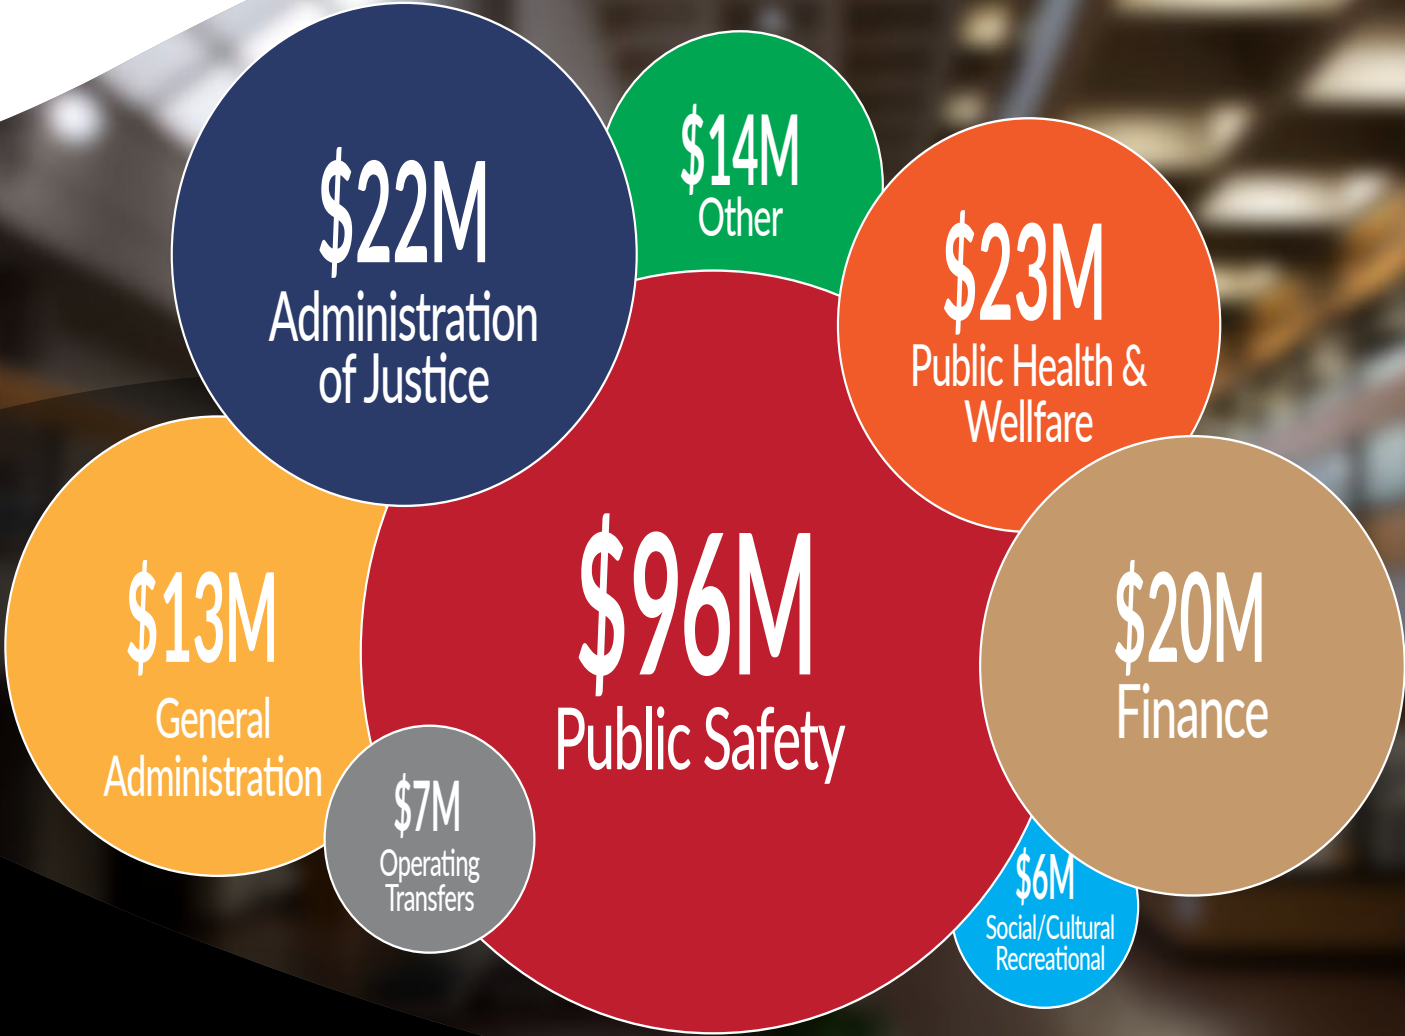 $14M
Other
$22M
Administration
of Justice
$23M
Public Health &
Wellfare
$96M
Public Safety
$13M
General
Administration
$20M
Finance
$7M
Operating
Transfers
$6M
Social/Cultural
Recreational